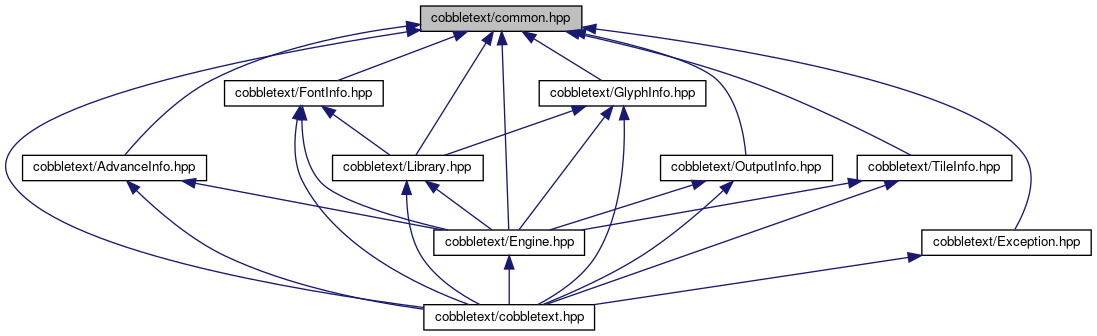 cobbletext/common.hpp
cobbletext/FontInfo.hpp
cobbletext/GlyphInfo.hpp
cobbletext/AdvanceInfo.hpp
cobbletext/Library.hpp
cobbletext/OutputInfo.hpp
cobbletext/TileInfo.hpp
cobbletext/Engine.hpp
cobbletext/Exception.hpp
cobbletext/cobbletext.hpp